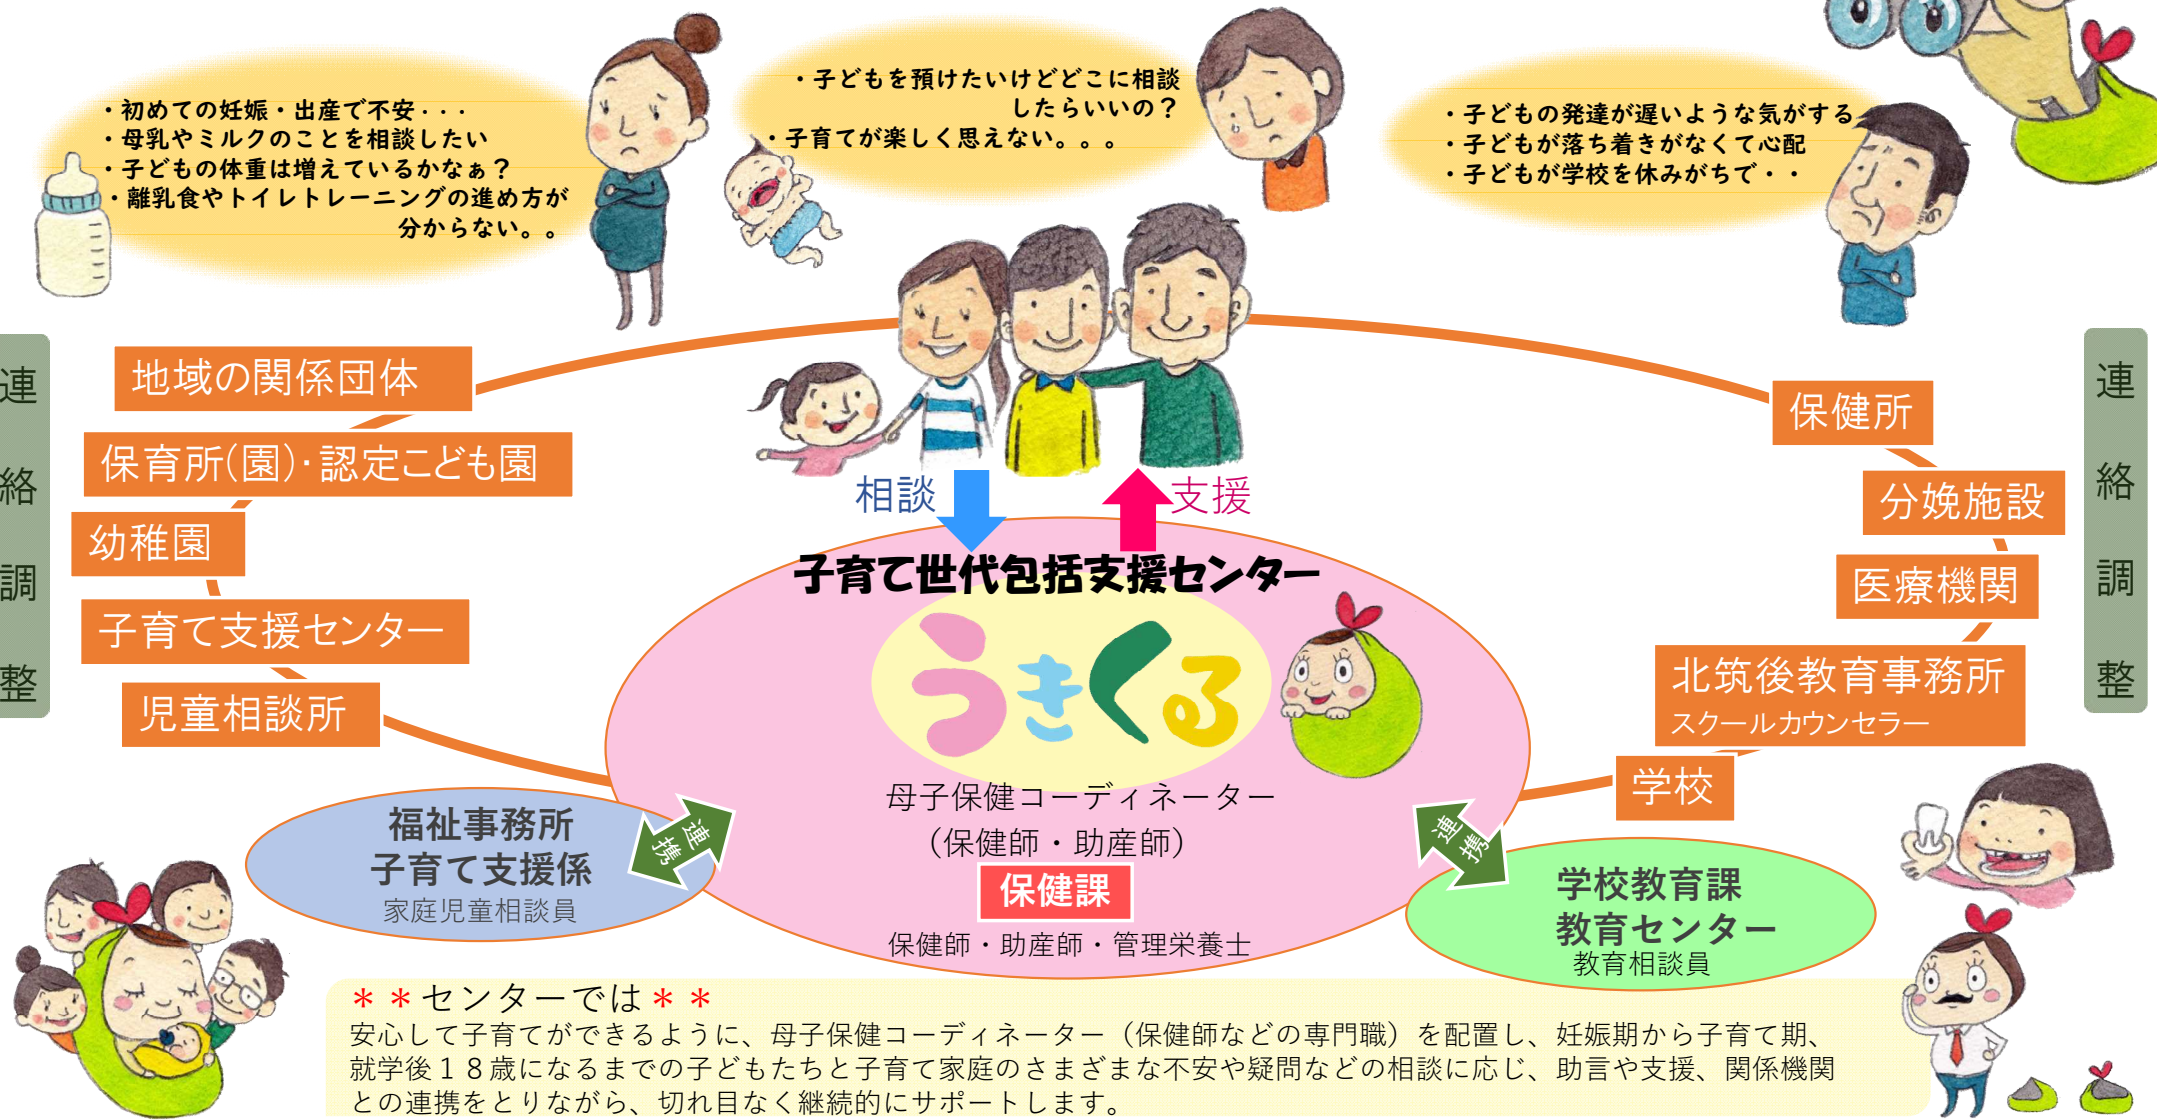 ・初めての妊娠・出産で不安・・・
・母乳やミルクのことを相談したい
・子どもの体重は増えているかなぁ？
・離乳食やトイレトレーニングの進め方が
分からない。。
・子どもを預けたいけどどこに相談
したらいいの？
・子育てが楽しく思えない。。。
・子どもの発達が遅いような気がする
・子どもが落ち着きがなくて心配
・子どもが学校を休みがちで・・
連絡調整
地域の関係団体
保育所(園)・認定こども園
幼稚園
子育て支援センター
児童相談所
相談
支援
保健所
分娩施設
医療機関
北筑後教育事務所
スクールカウンセラー
学校
連絡調整
子育て世代包括支援センター
うきくる
母子保健コーディネーター
（保健師・助産師）
保健課
保健師・助産師・管理栄養士
福祉事務所
子育て支援係
家庭児童相談員
連携
連携
学校教育課
教育センター
教育相談員
＊＊センターでは＊＊
安心して子育てができるように、母子保健コーディネーター（保健師などの専門職）を配置し、妊娠期から子育て期、
就学後１８歳になるまでの子どもたちと子育て家庭のさまざまな不安や疑問などの相談に応じ、助言や支援、関係機関
との連携をとりながら、切れ目なく継続的にサポートします。